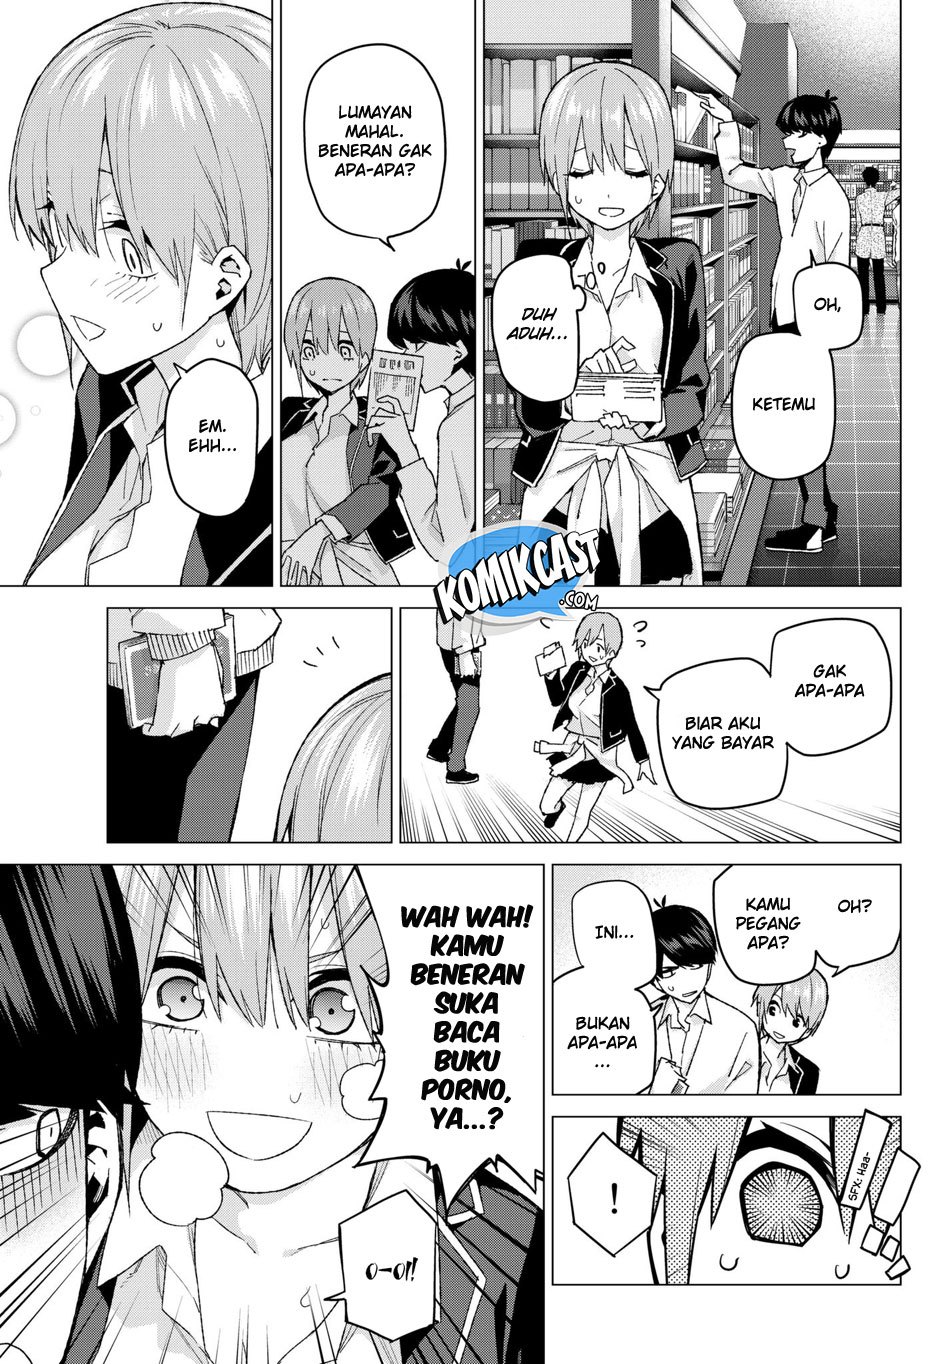 OH,
KETEMU
DUH
ADUH...
LUMAYAN
MAHAL.
BENERAN GAK
APA-APA?
EM.
EHH...
GAK
APA-APA
BIAR AKU
YANG BAYAR
KOMIKCAST
.COM
OH?
KAMU
PEGANG
APA?
INI...
BUKAN
APA-APA
...
SFX: Haa-
!
WAH WAH!
KAMU
BENERAN
SUKA
BACA
BUKU
PORNO,
YA...?
O-OI!